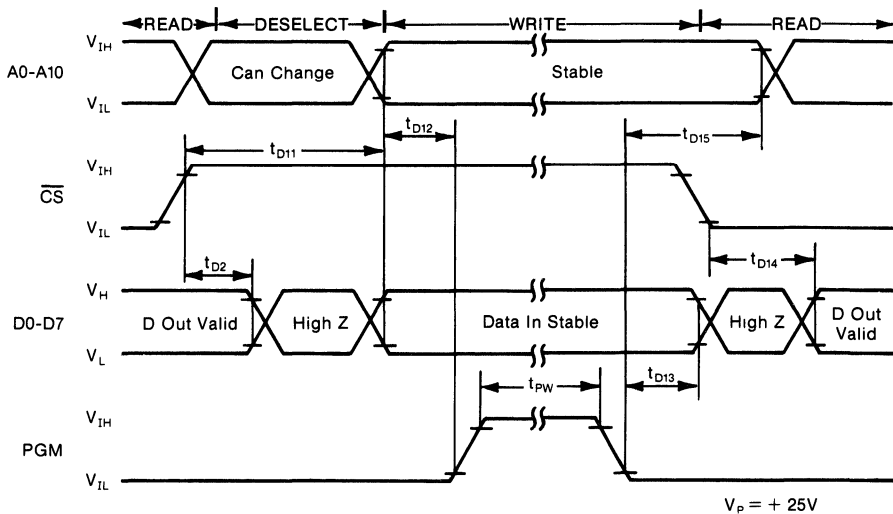 READ DESELECT WRITE READ
V_IH
A0-A10 Can Change Stable
V_IL
t_D12 t_D15
t_D11
V_IH
C̅S̅
V_IL
t_D2 t_D14
V_H
D0-D7 D Out Valid High Z Data In Stable High Z D Out Valid
V_L
t_PW t_D13
V_IH
PGM
V_IL
V_P = + 25V